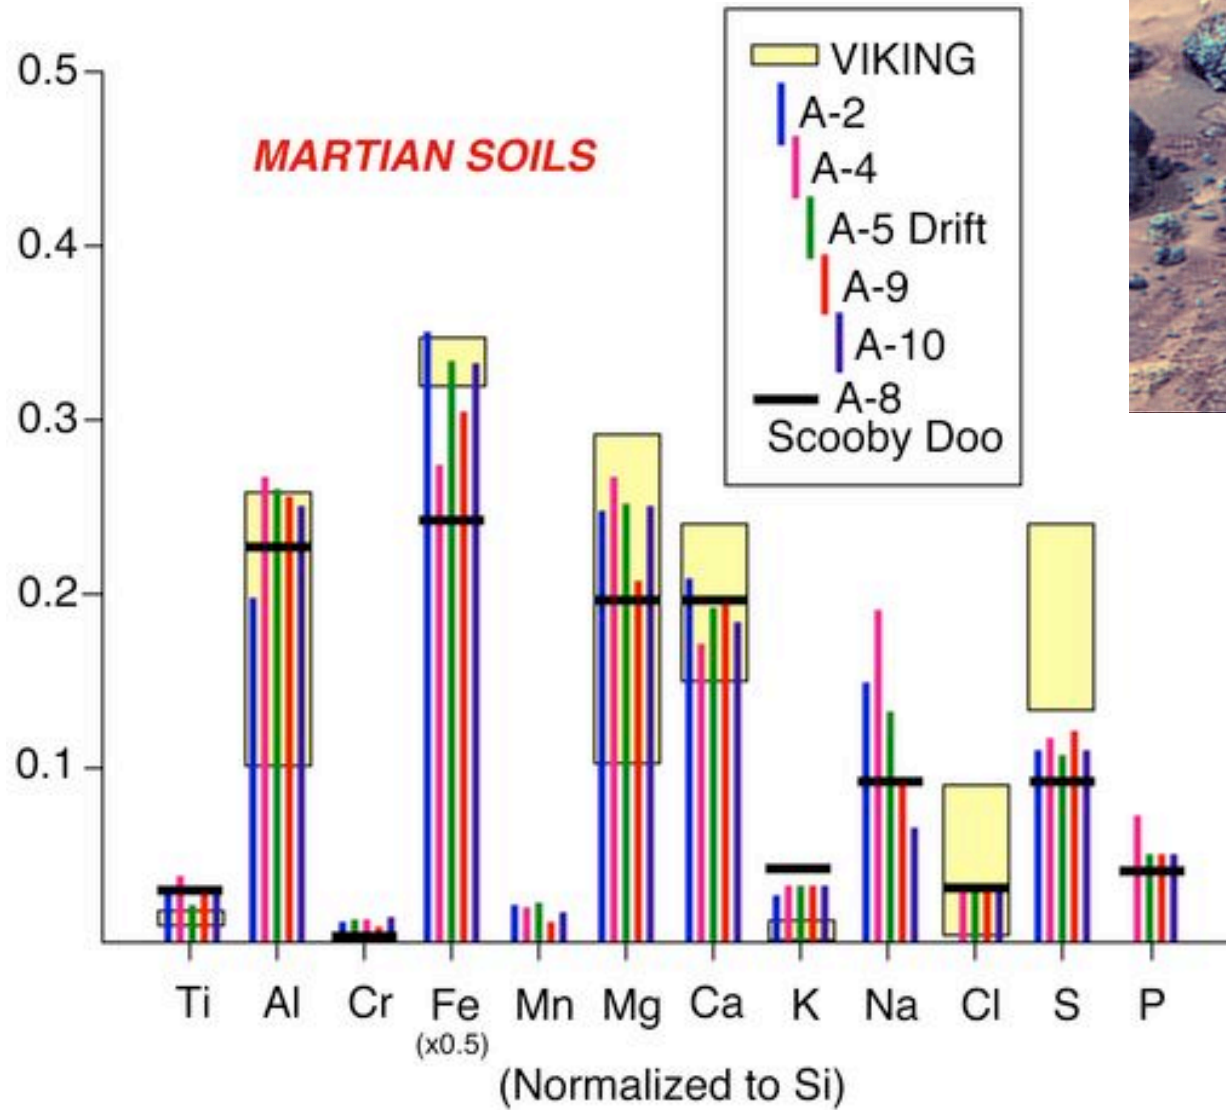 VIKING
A-2
A-4
A-5 Drift
A-9
A-10
A-8
Scooby Doo
MARTIAN SOILS
0.5
0.4
0.3
0.2
0.1
Ti Al Cr Fe Mn Mg Ca K Na Cl S P
(x0.5)
(Normalized to Si)